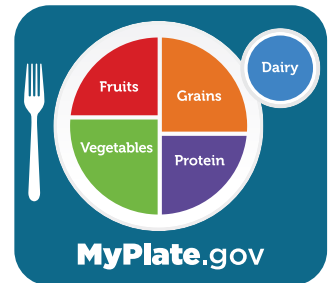 Dairy
Fruits
Grains
Vegetables
Protein
MyPlate.gov